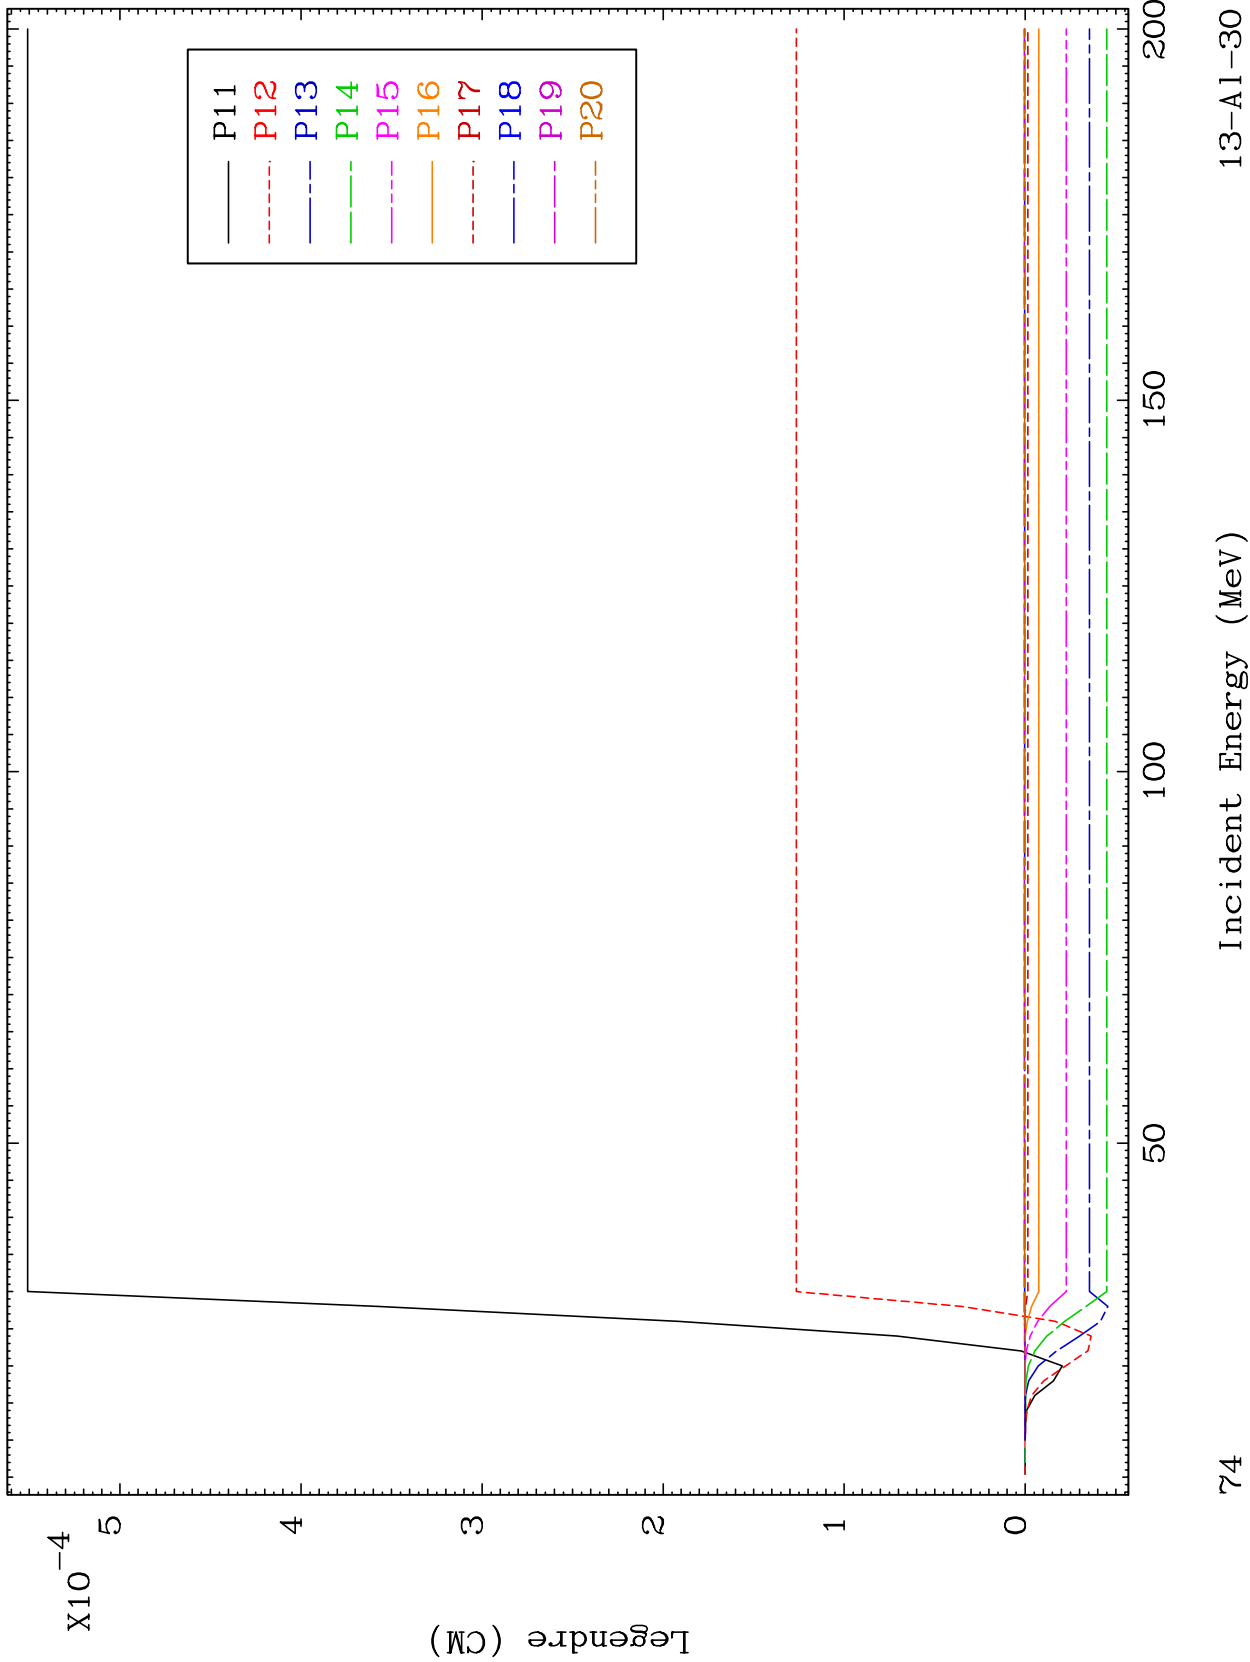 X10-4
5
4
3
2
1
0
Legendre (CM)
P11
P12
P13
P14
P15
P16
P17
P18
P19
P20
50
100
150
200
Incident Energy (MeV)
74
13-Al-30